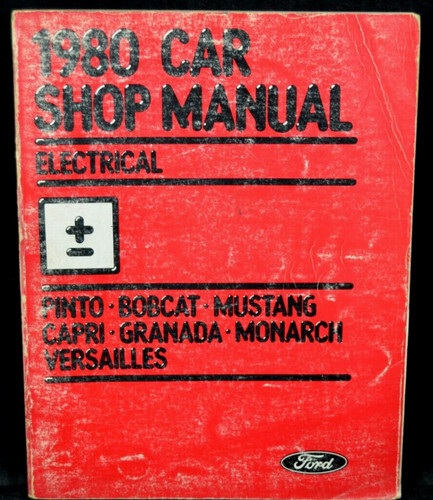 1980 CAR
SHOP MANUAL
ELECTRICAL
±
PINTO · BOBCAT · MUSTANG
CAPRI · GRANADA · MONARCH
VERSAILLES
Ford